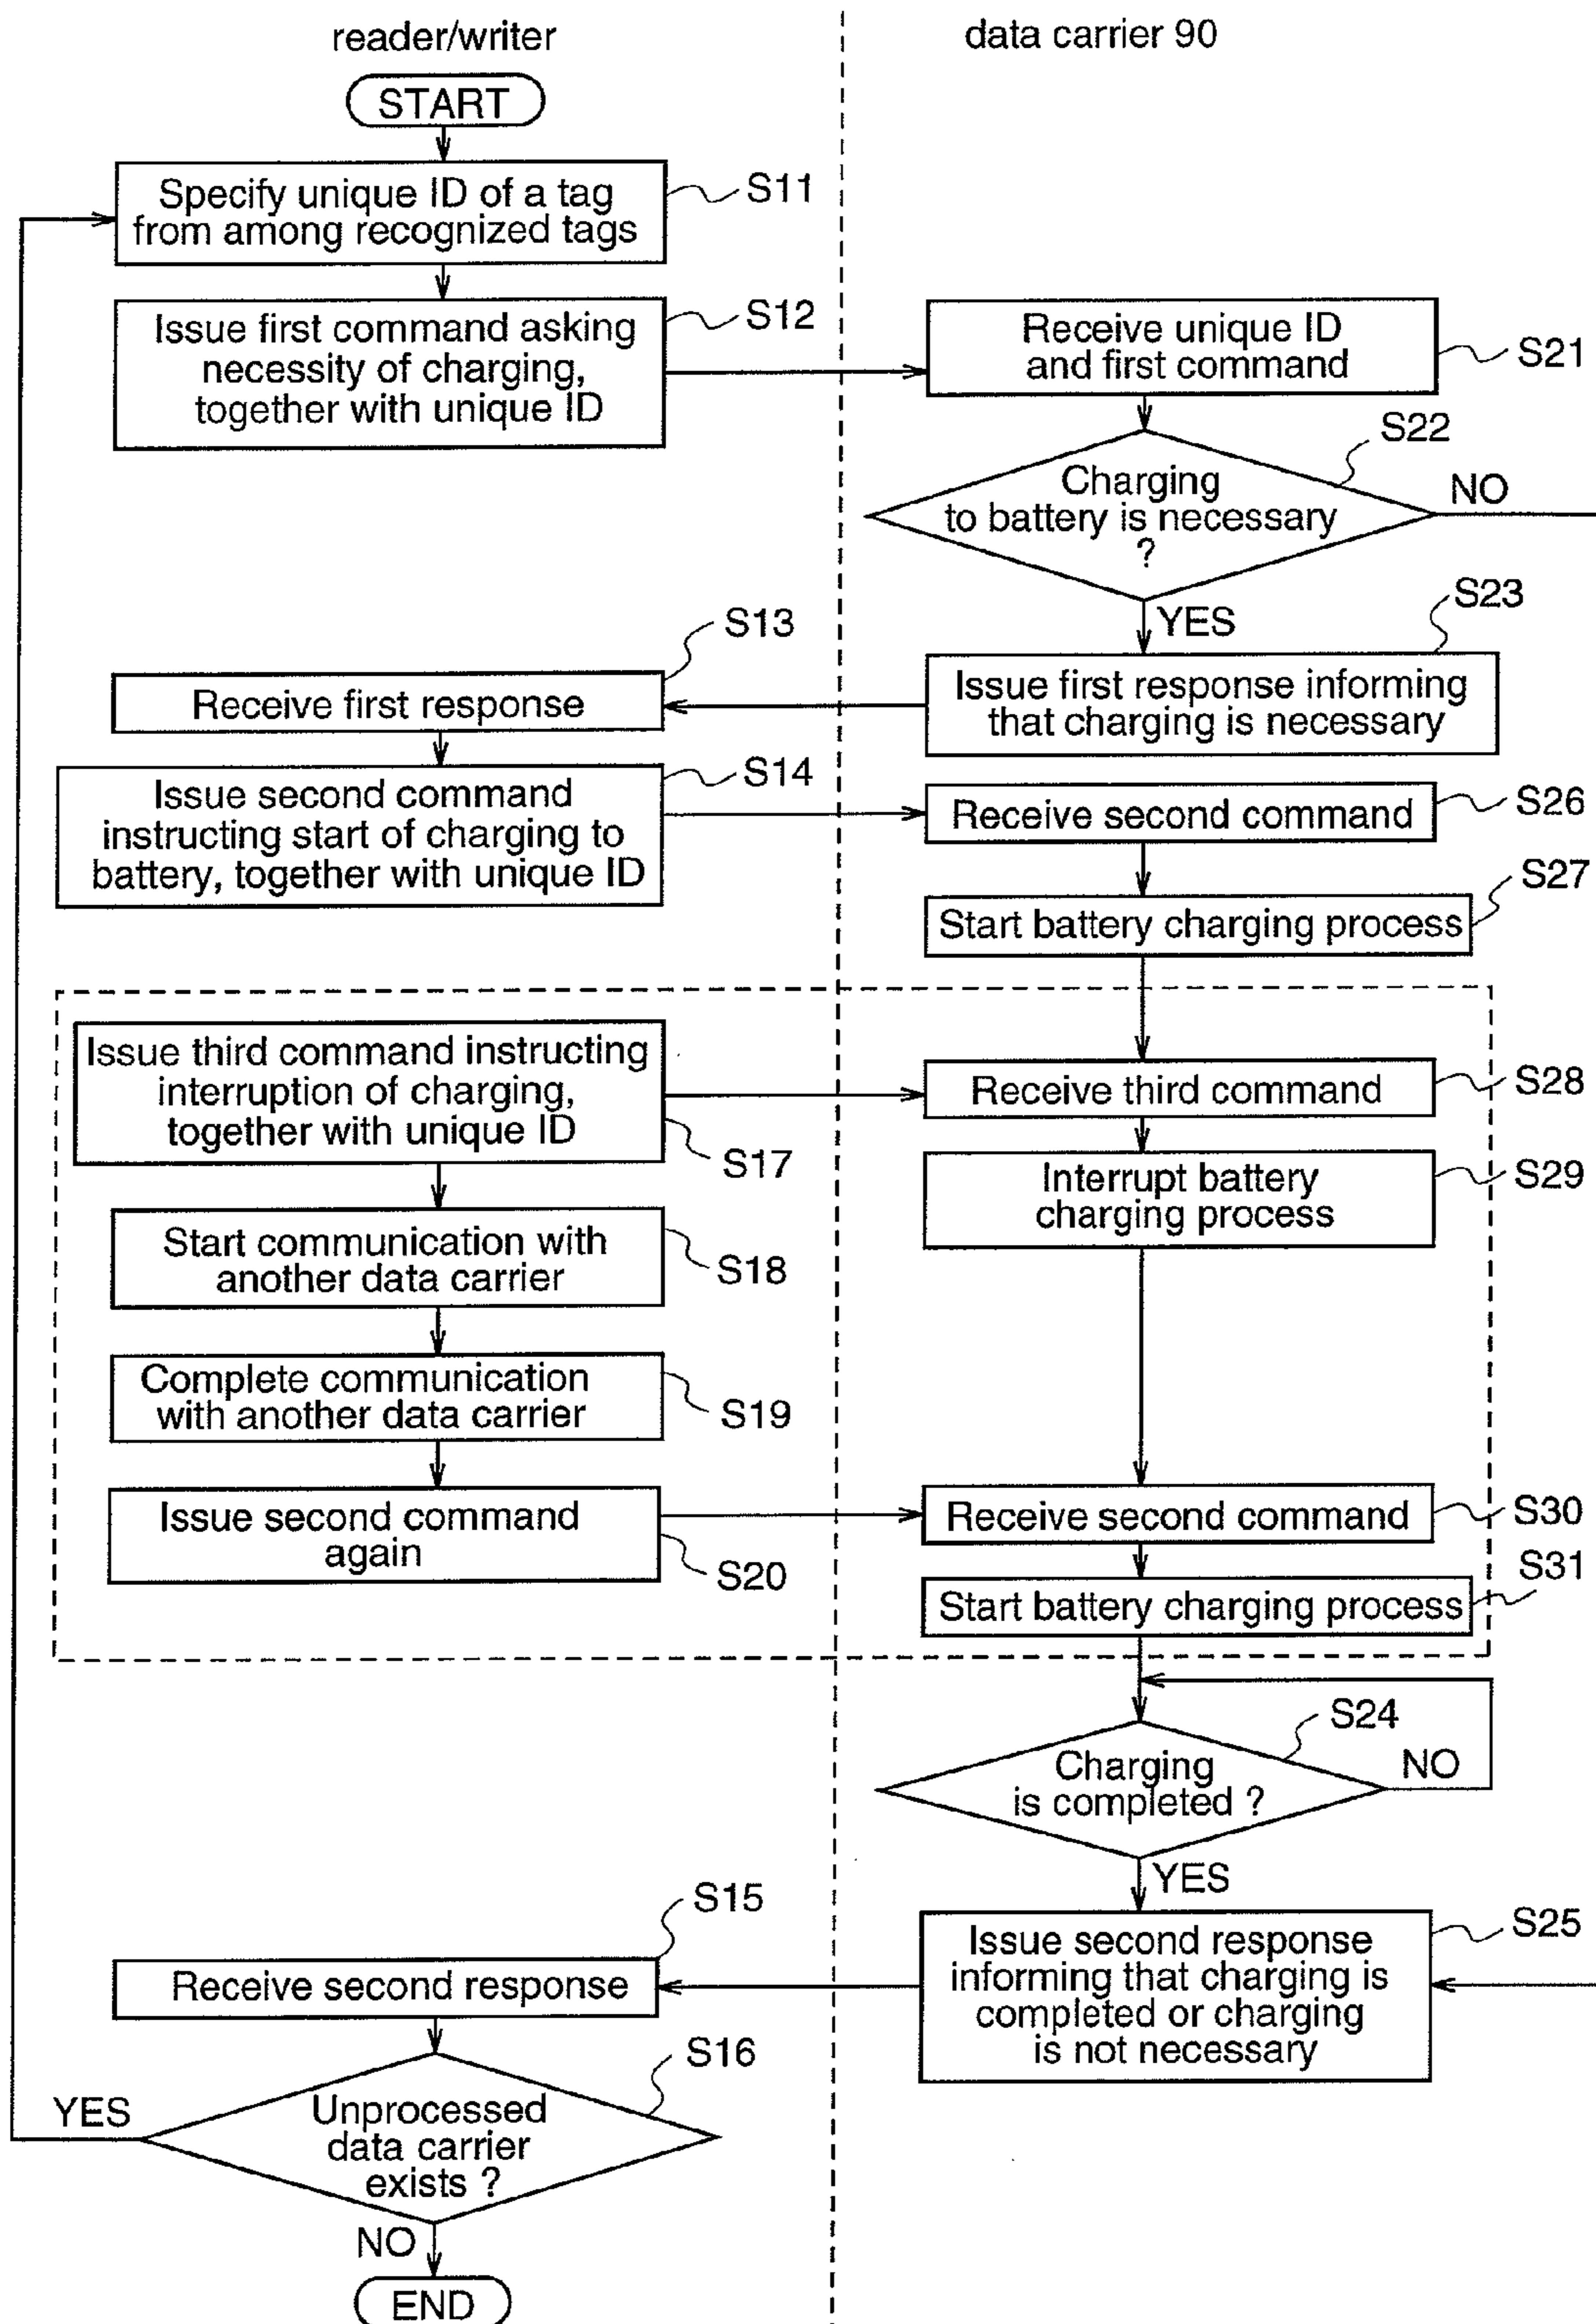 reader/writer
data carrier 90
START
Specify unique ID of a tag
from among recognized tags
S11
Issue first command asking
necessity of charging,
together with unique ID
S12
Receive unique ID
and first command
S21
Charging
to battery is necessary
?
S22
NO
YES
S23
Issue first response informing
that charging is necessary
S13
Receive first response
S14
Issue second command
instructing start of charging to
battery, together with unique ID
Receive second command
S26
S27
Start battery charging process
Issue third command instructing
interruption of charging,
together with unique ID
S17
Receive third command
S28
Interrupt battery
charging process
S29
Start communication with
another data carrier
S18
Complete communication
with another data carrier
S19
Issue second command
again
S20
Receive second command
S30
S31
Start battery charging process
S24
Charging
is completed ?
NO
YES
S25
Issue second response
informing that charging is
completed or charging
is not necessary
S15
Receive second response
S16
Unprocessed
data carrier
exists ?
YES
NO
END